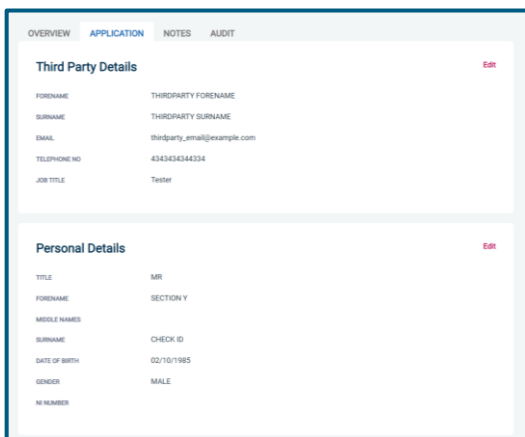 OVERVIEW APPLICATION NOTES AUDIT
Third Party Details Edit
FORENAME THIRDPARTY FORENAME
SURNAME THIRDPARTY SURNAME
EMAIL thirdparty_email@example.com
TELEPHONE NO 4343434344334
JOB TITLE Tester
Personal Details Edit
TITLE MR
FORENAME SECTION Y
MIDDLE NAMES
SURNAME CHECK ID
DATE OF BIRTH 02/10/1985
GENDER MALE
NI NUMBER